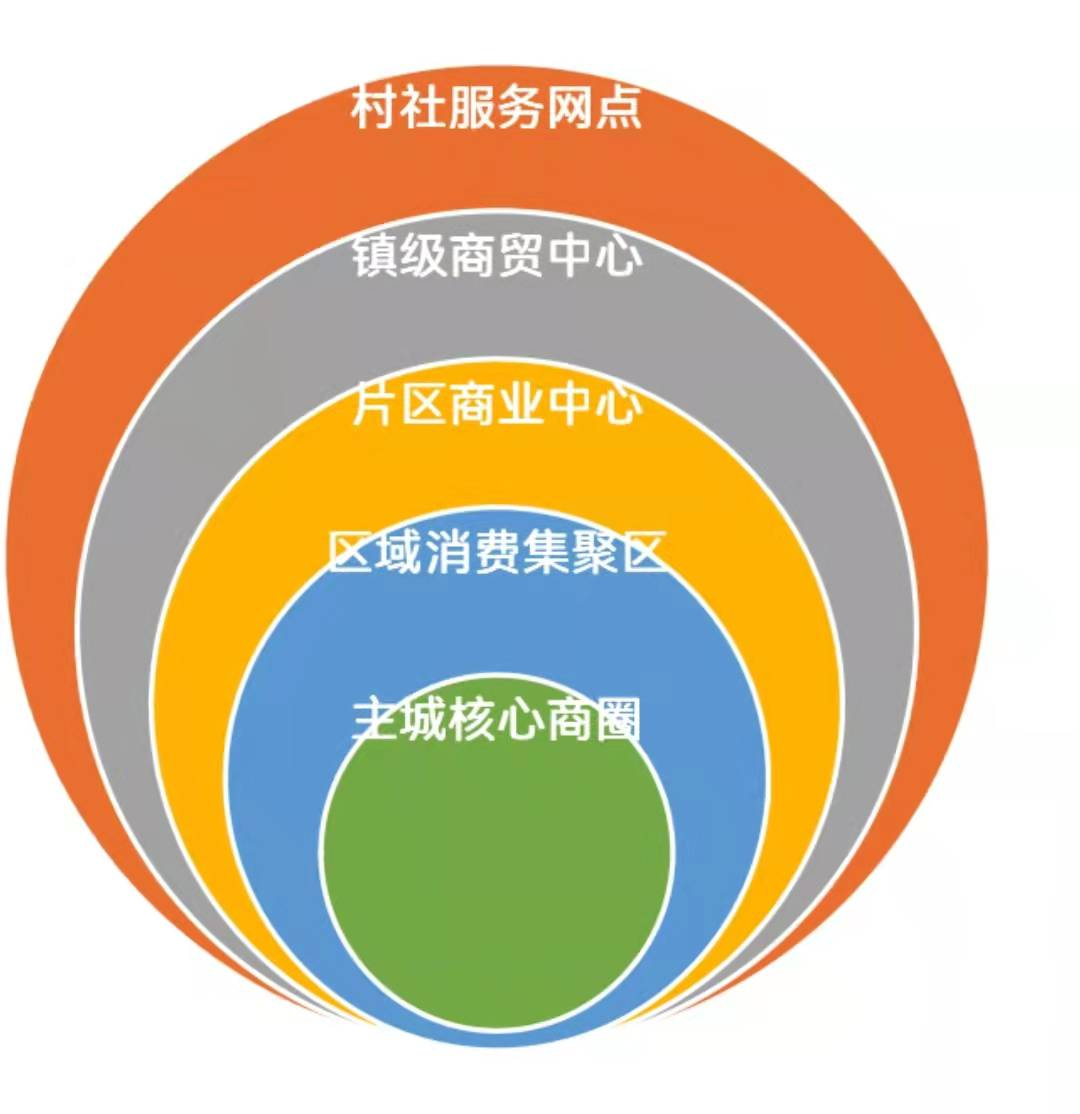 村社服务网点
镇级商贸中心
片区商业中心
区域消费集聚区
主城核心商圈